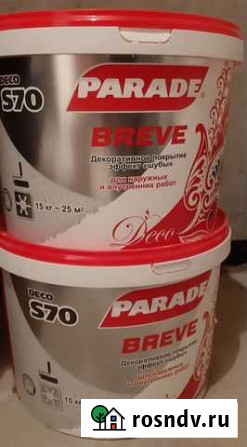 DECO
S70
PARADE
BREVE
Декоративное покрытие
эффект «шубы»
для наружных
и внутренних работ
15 кг ~ 25 м²
Deco
DECO
S70
PARADE
BREVE
Декоративное покрытие
эффект «шубы»
для наружных
и внутренних работ
15 кг
rosndv.ru